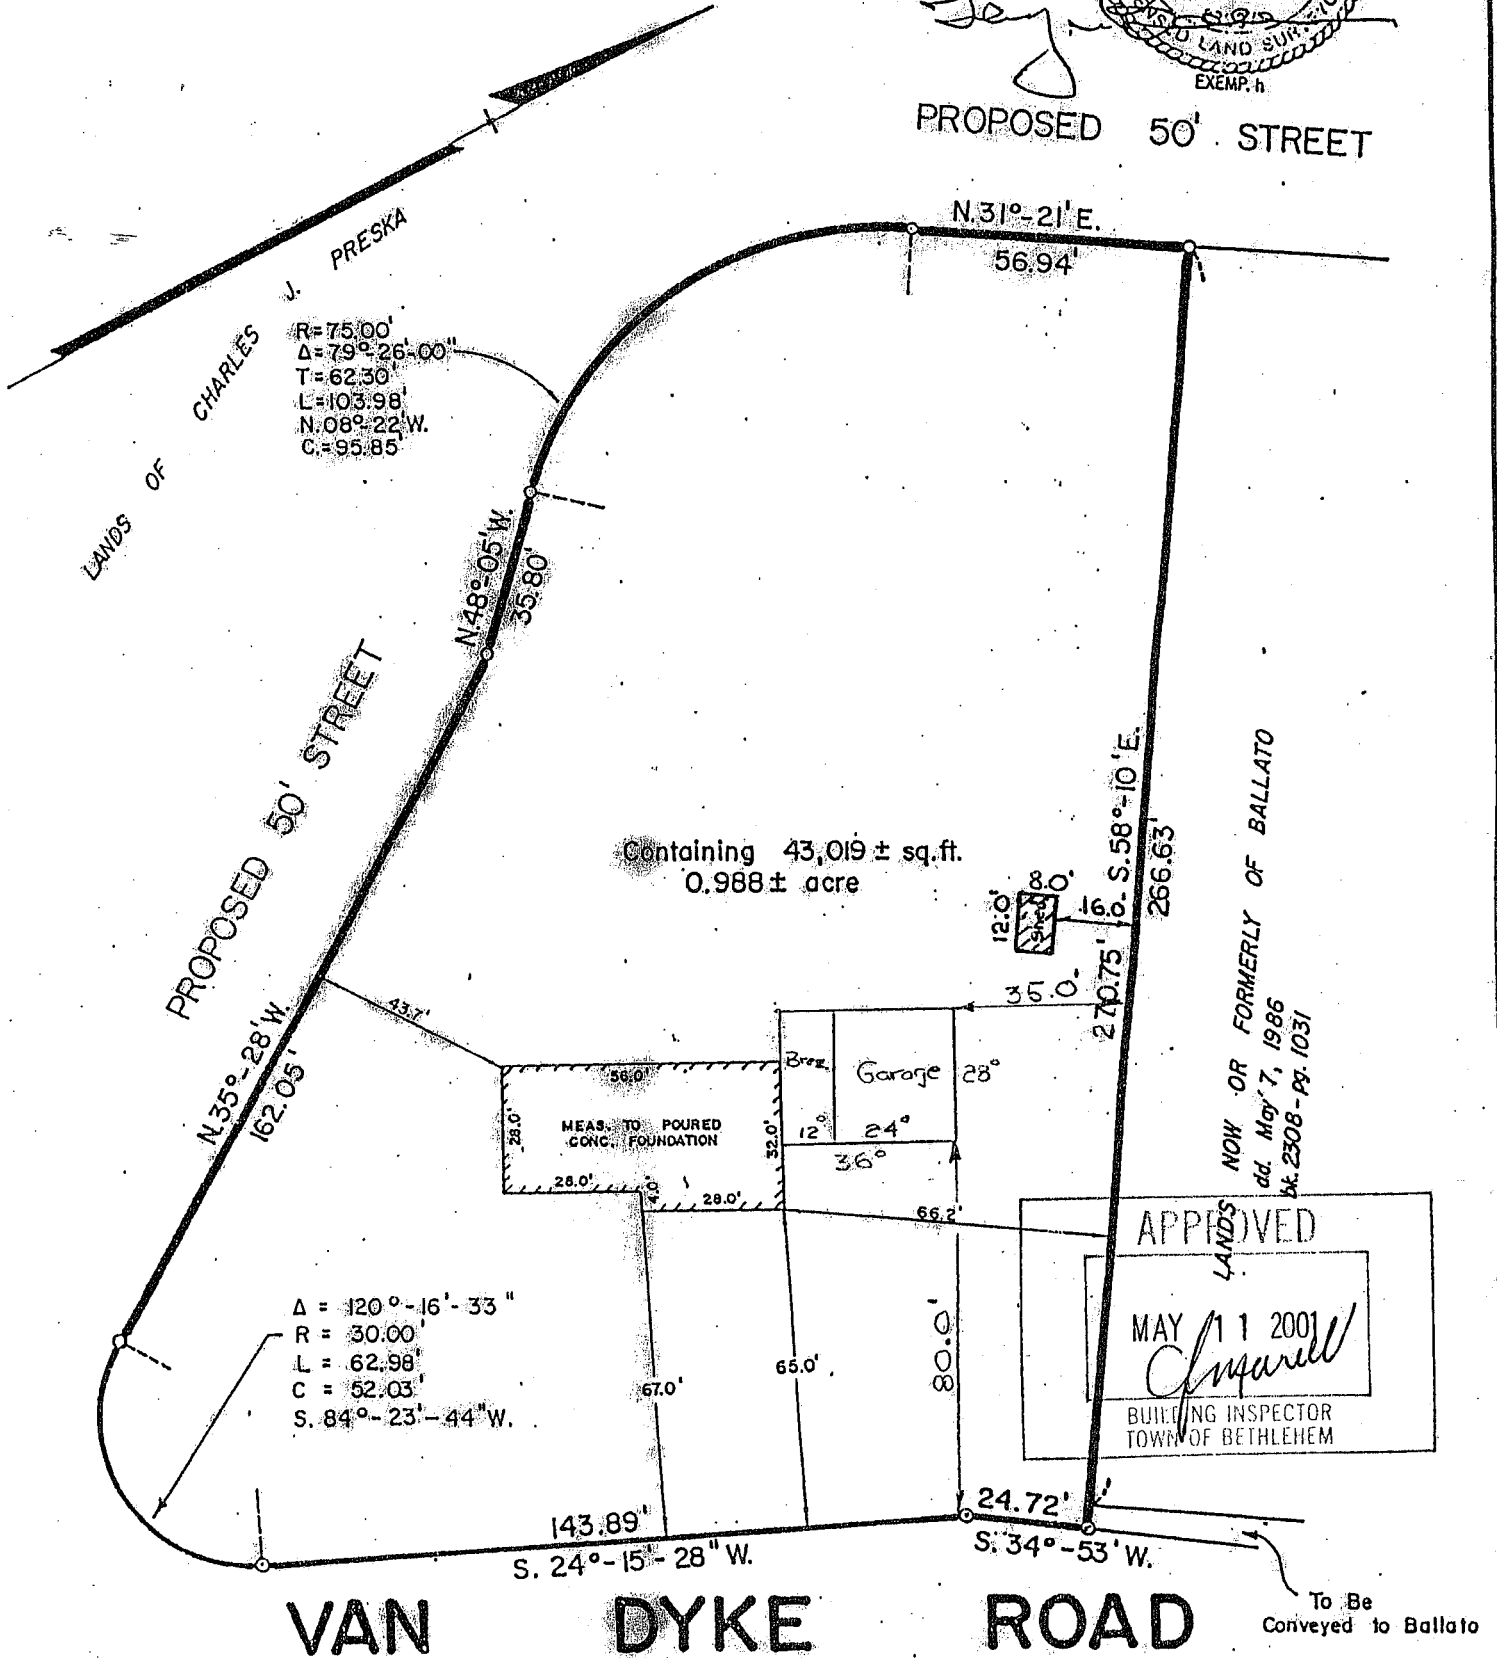 LAND SUR
EXEMP. h
PROPOSED 50' STREET
N.31°-21'E.
56.94'
LANDS OF CHARLES J. PRESKA
R=75.00'
Δ=79°-26'-00"
T=62.30'
L=103.98'
N.08°-22'W.
C.=95.85'
N.48°-05'W.
35.80'
PROPOSED 50' STREET
S.58°-10'E.
266.63'
270.75'
LANDS NOW OR FORMERLY OF BALLATO
dd. May 7, 1986
bk. 2308 - pg. 1031
Containing 43,019 ± sq.ft.
0.988 ± acre
12.0'
8.0'
Shed
16.0
35.0
N.35°-28'W.
162.05'
43.7'
56.0'
Garage
28°
12°
24°
36°
28.0'
MEAS. TO POURED
CONC. FOUNDATION
32.0'
28.0'
4.0'
28.0'
66.2'
APPROVED
MAY 11 2001
BUILDING INSPECTOR
TOWN OF BETHLEHEM
Δ = 120°-16'-33"
R = 30.00'
L = 62.98'
C = 52.03'
S. 84°-23'-44"W.
67.0'
65.0'
80.0'
143.89'
S. 24°-15'-28"W.
24.72'
S. 34°-53'W.
To Be
Conveyed to Ballato
VAN DYKE ROAD